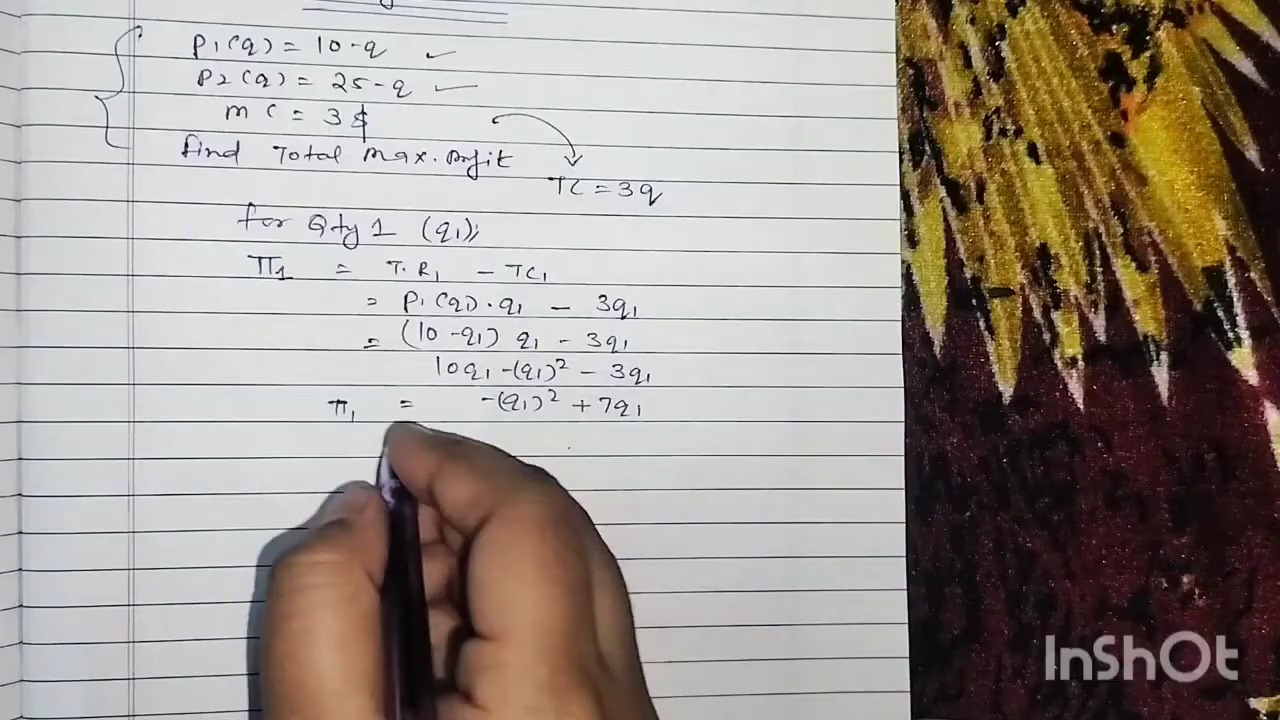 P1(q) = 10-q
P2(q) = 25-q
MC = 3$
Find Total Max. Profit
TC = 3q
for Qty 1 (q1),
π1 = T.R1 - TC1
= P1(q1).q1 - 3q1
= (10-q1) q1 - 3q1
10q1 -(q1)² - 3q1
π1 = -(q1)² + 7q1
InShOt